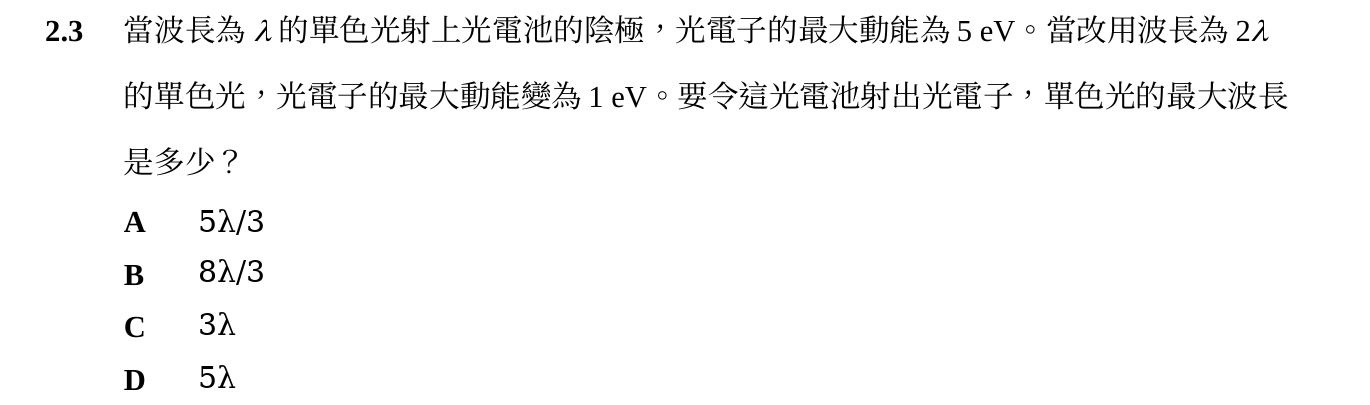 2.3 當波長為 λ 的單色光射上光電池的陰極，光電子的最大動能為 5 eV。當改用波長為 2λ
的單色光，光電子的最大動能變為 1 eV。要令這光電池射出光電子，單色光的最大波長
是多少？
A 5λ/3
B 8λ/3
C 3λ
D 5λ